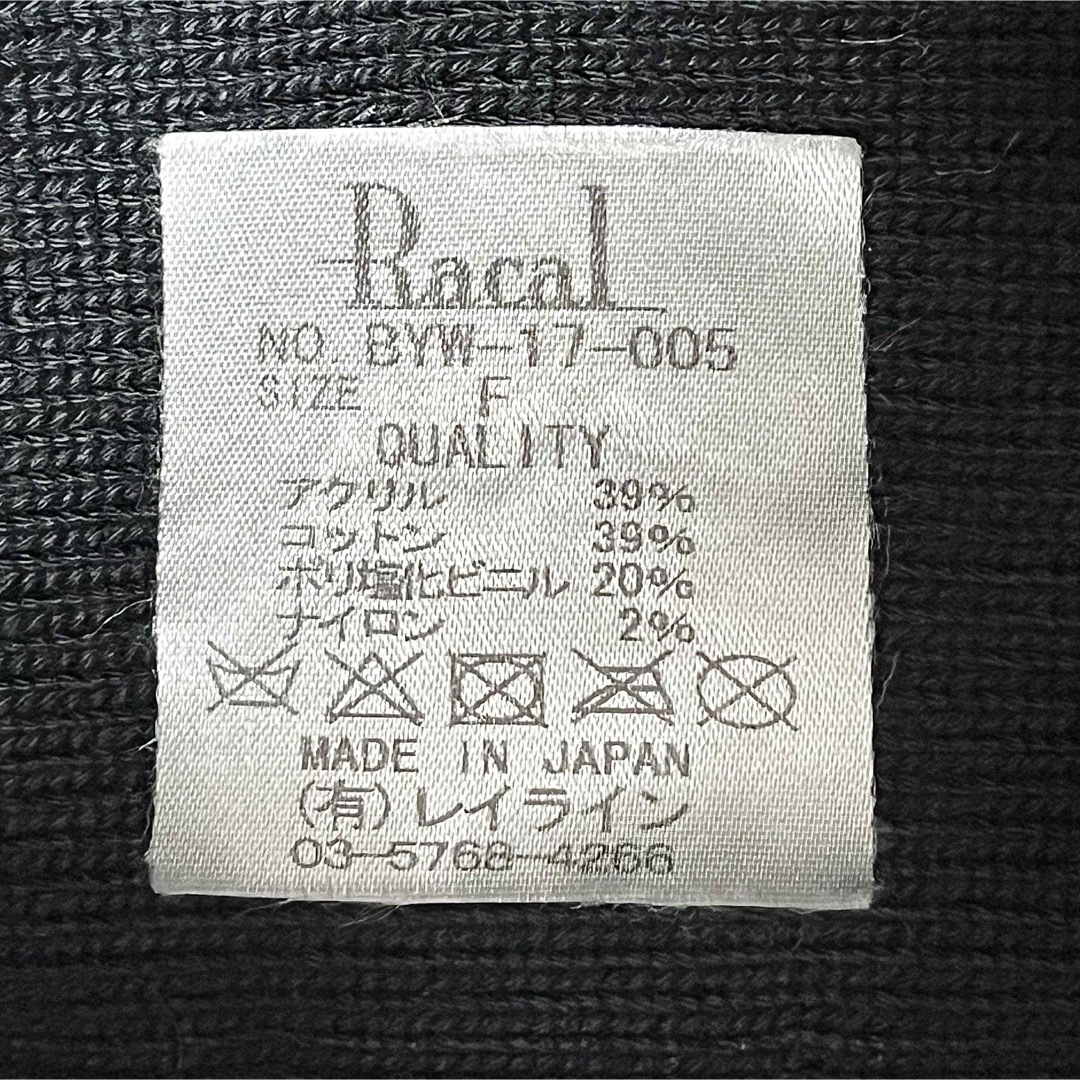 Racal
NO. BYW-17-005
SIZE F
QUALITY
アクリル 39%
コットン 39%
ポリ塩化ビニル 20%
ナイロン 2%
MADE IN JAPAN
(有)レイライン
03-5768-4266